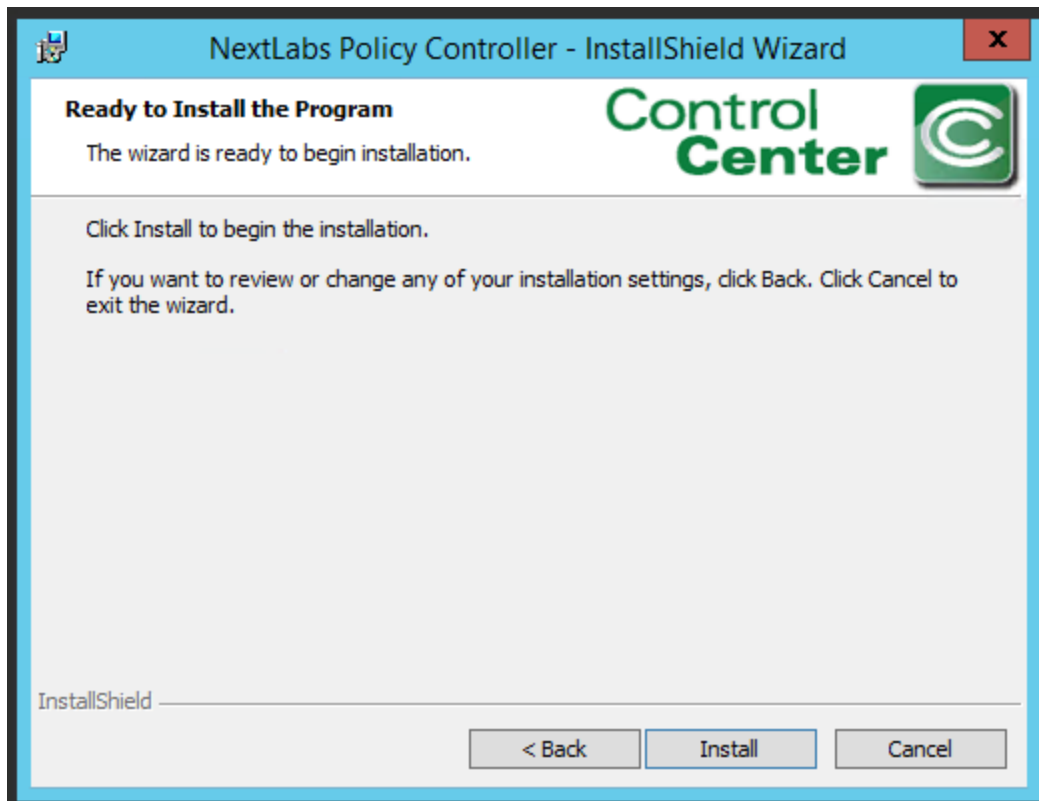 NextLabs Policy Controller - InstallShield Wizard
x
Ready to Install the Program
The wizard is ready to begin installation.
Control
Center
Click Install to begin the installation.
If you want to review or change any of your installation settings, click Back. Click Cancel to
exit the wizard.
InstallShield
< Back
Install
Cancel